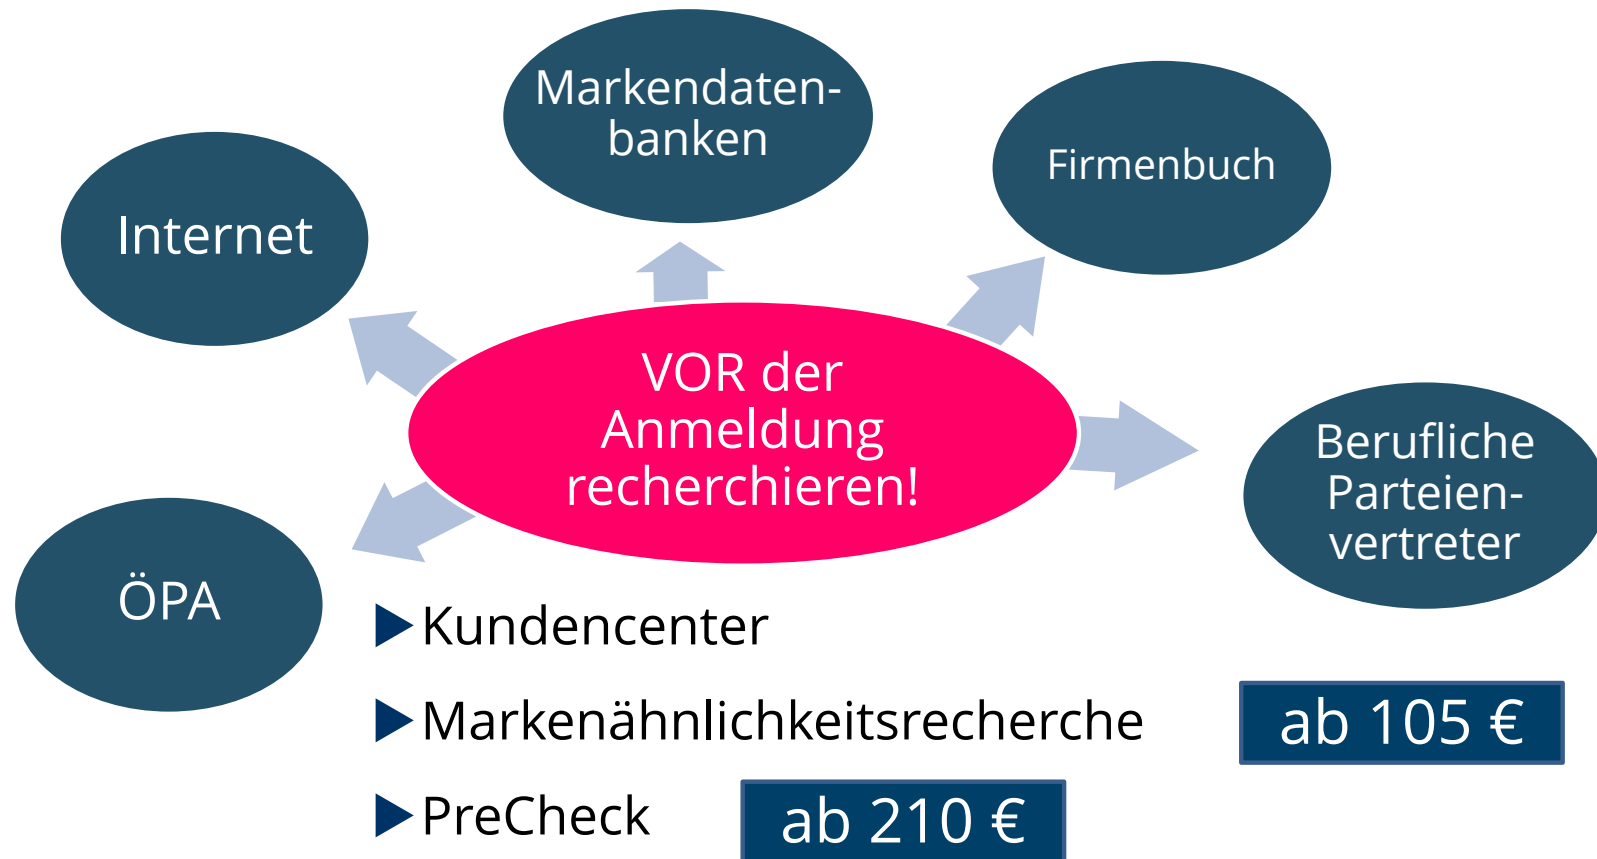 Markendaten-
banken
Firmenbuch
Internet
VOR der
Anmeldung
recherchieren!
Berufliche
Parteien-
vertreter
ÖPA
Kundencenter
Markenähnlichkeitsrecherche
ab 105 €
PreCheck
ab 210 €